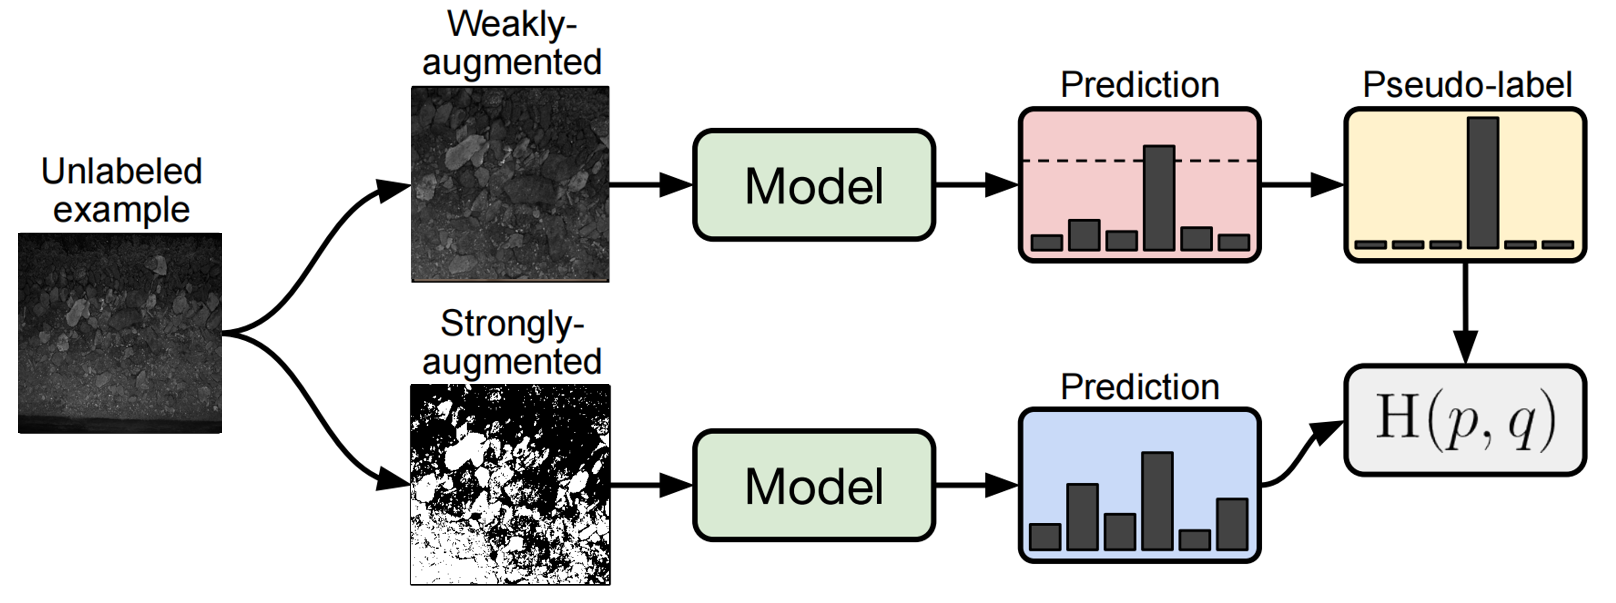 Unlabeled
example
Weakly-
augmented
Model
Prediction
Pseudo-label
Strongly-
augmented
Model
Prediction
H(p, q)